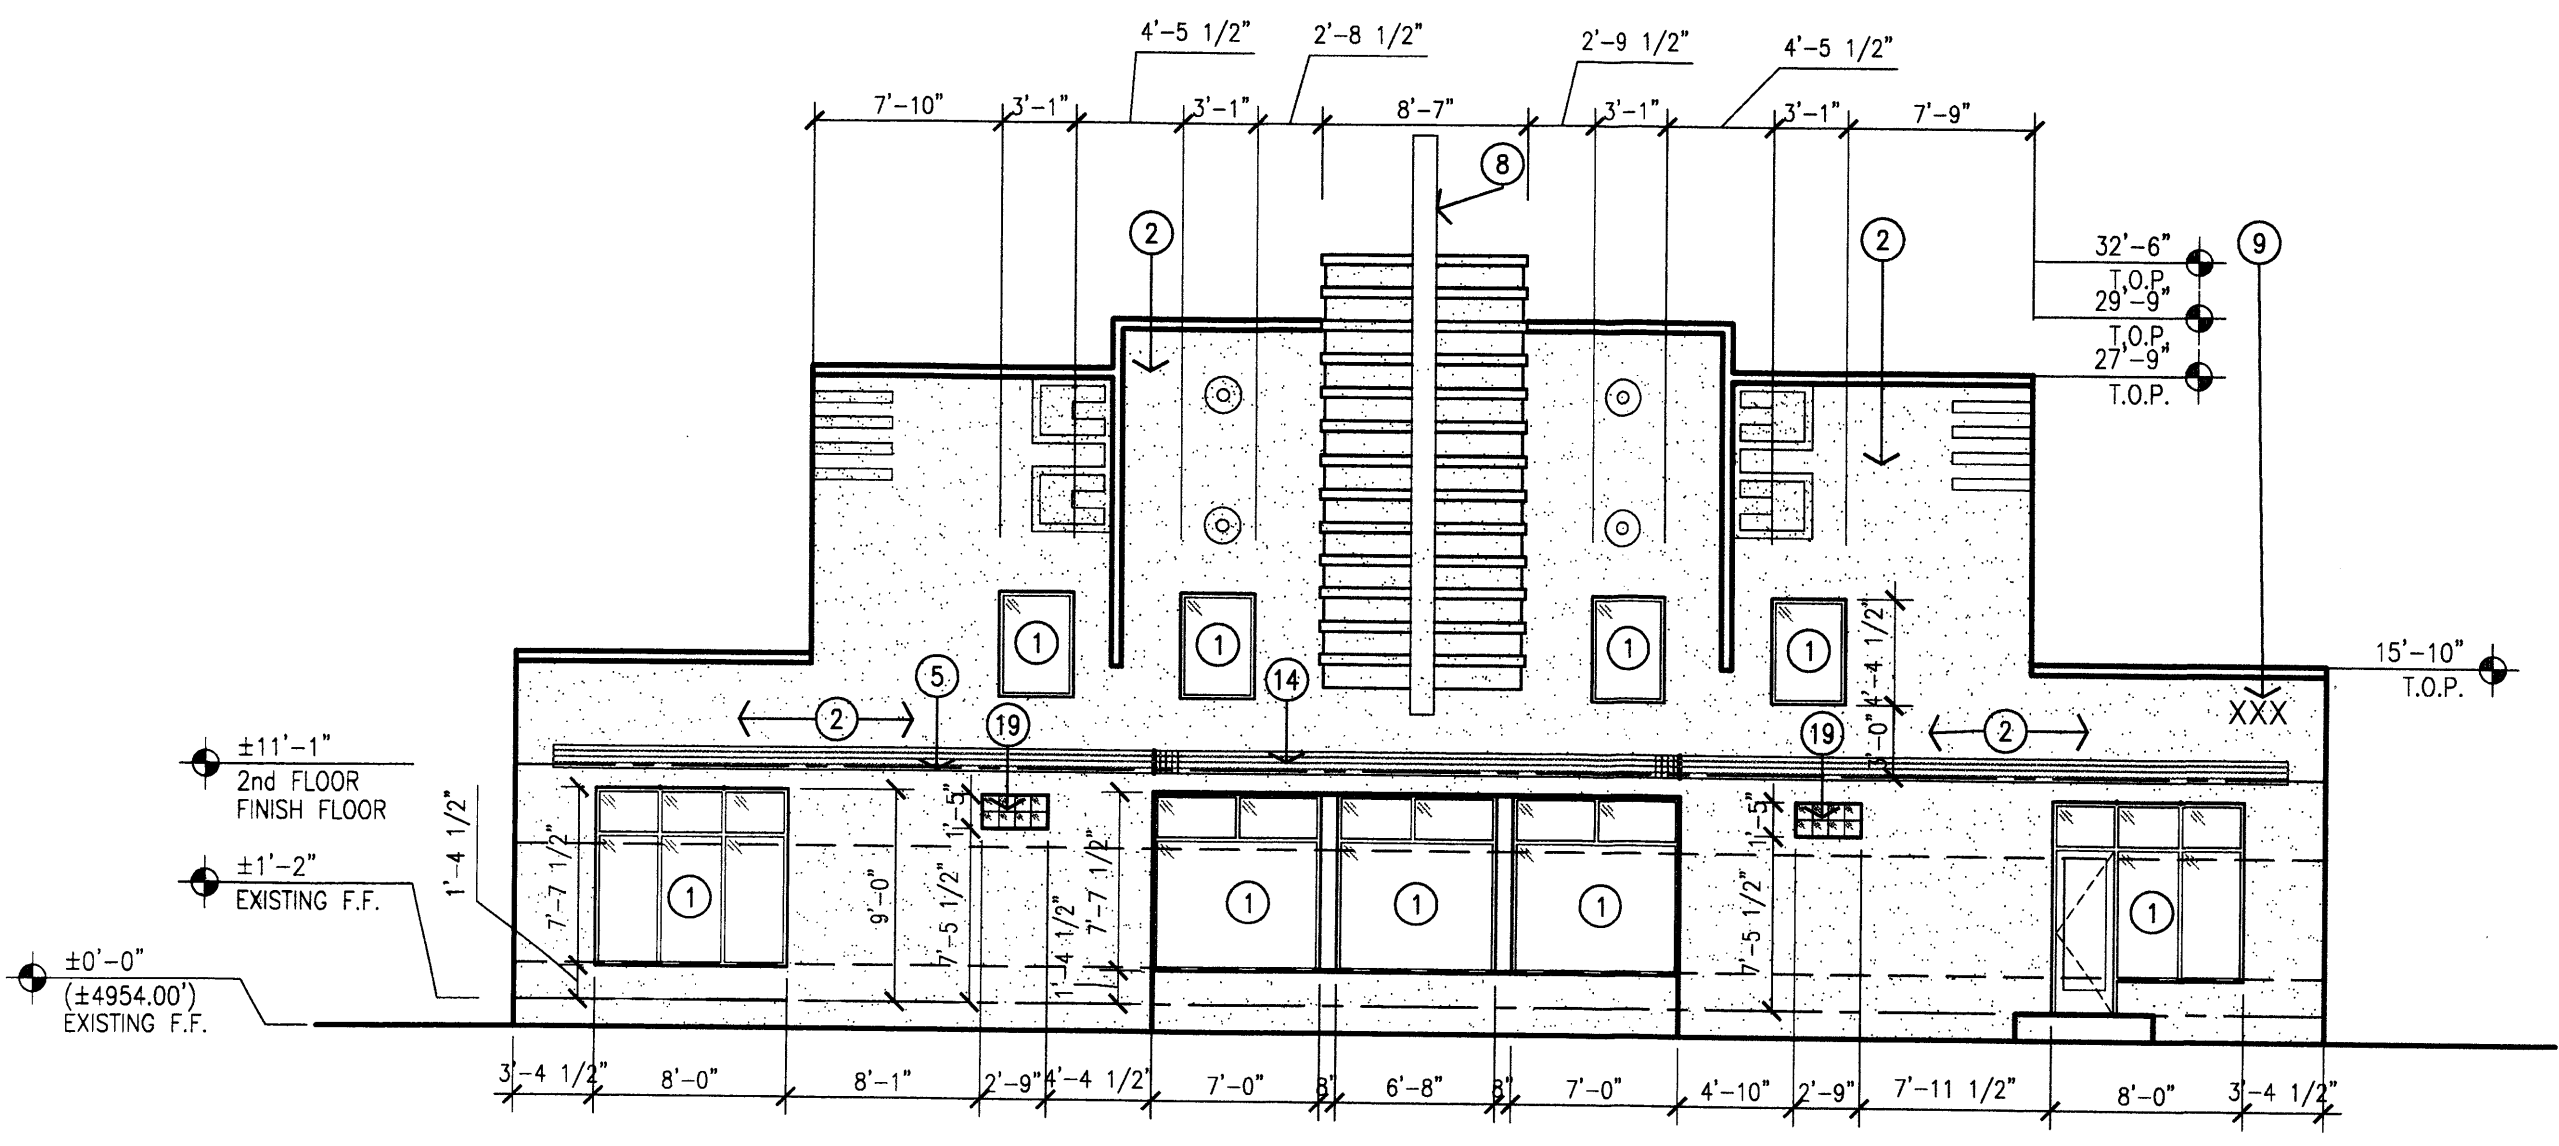 4'-5 1/2" 2'-8 1/2" 2'-9 1/2" 4'-5 1/2"
7'-10" 3'-1" 3'-1" 8'-7" 3'-1" 3'-1" 7'-9"
8
2 2 9
32'-6"
T.O.P.
29'-9"
T.O.P.
27'-9"
T.O.P.
1 1 1 1
4'-4 1/2"
15'-10"
T.O.P.
5 14
2 19 19 2
XXX
3'-0"
±11'-1"
2nd FLOOR
FINISH FLOOR
±1'-2"
EXISTING F.F.
±0'-0"
(±4954.00')
EXISTING F.F.
1'-4 1/2"
7'-7 1/2"
1
9'-0"
1'-5"
7'-5 1/2"
7'-7 1/2"
1'-4 1/2"
1 1 1
1'-5"
7'-5 1/2"
1
3'-4 1/2" 8'-0" 8'-1" 2'-9" 4'-4 1/2" 7'-0" 8" 6'-8" 8" 7'-0" 4'-10" 2'-9" 7'-11 1/2" 8'-0" 3'-4 1/2"